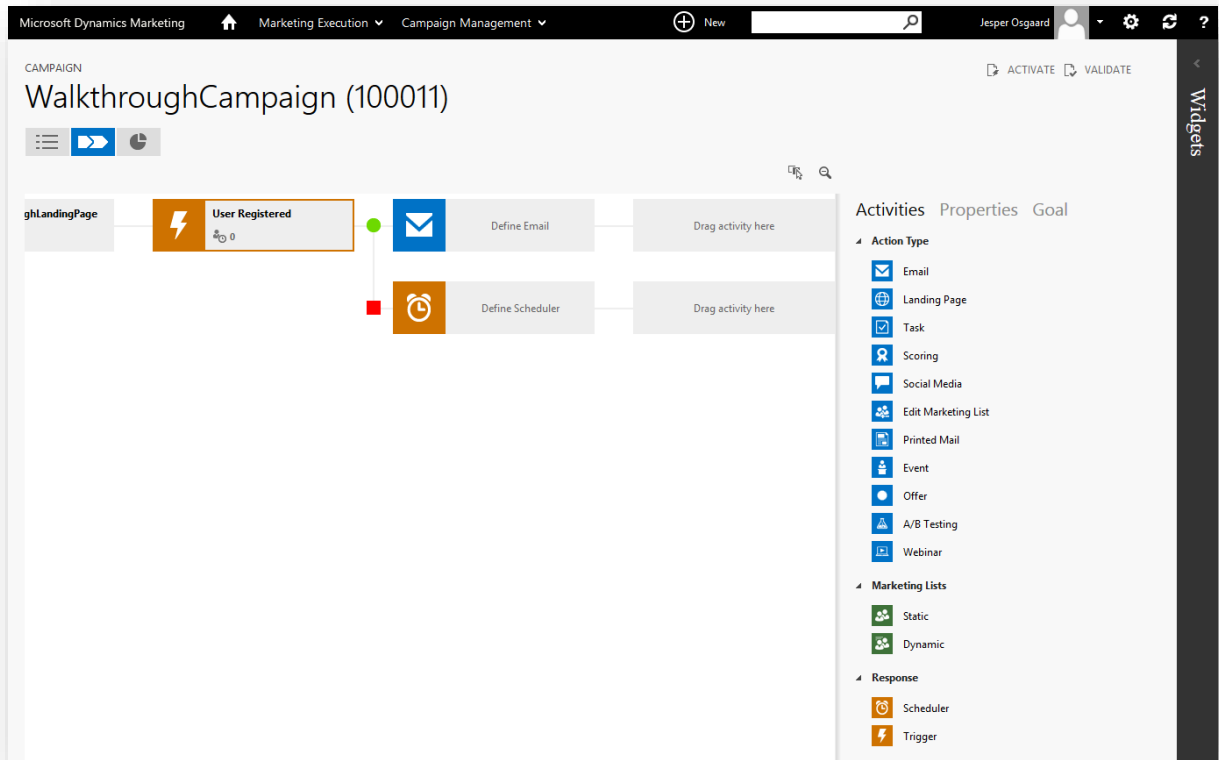 Microsoft Dynamics Marketing Marketing Execution Campaign Management New Jesper Osgaard ?
CAMPAIGN
ACTIVATE VALIDATE
WalkthroughCampaign (100011)
Widgets
ghLandingPage
User Registered
0
Define Email
Drag activity here
Define Scheduler
Drag activity here
Activities Properties Goal
Action Type
Email
Landing Page
Task
Scoring
Social Media
Edit Marketing List
Printed Mail
Event
Offer
A/B Testing
Webinar
Marketing Lists
Static
Dynamic
Response
Scheduler
Trigger